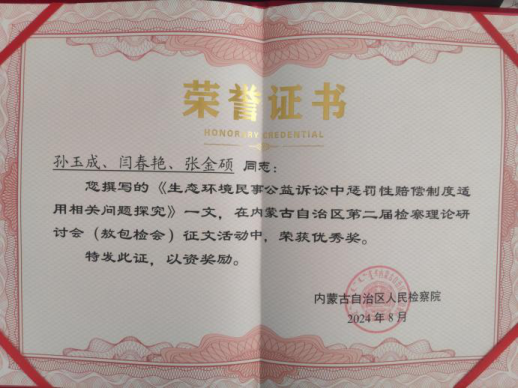 荣誉证书
HONORARY CREDENTIAL
孙玉成、闫春艳、张金硕 同志：
您撰写的《生态环境民事公益诉讼中惩罚性赔偿制度适
用相关问题探究》一文，在内蒙古自治区第二届检察理论研
讨会（敖包检会）征文活动中，荣获优秀奖。
特发此证，以资奖励。
内蒙古自治区人民检察院
2024年8月